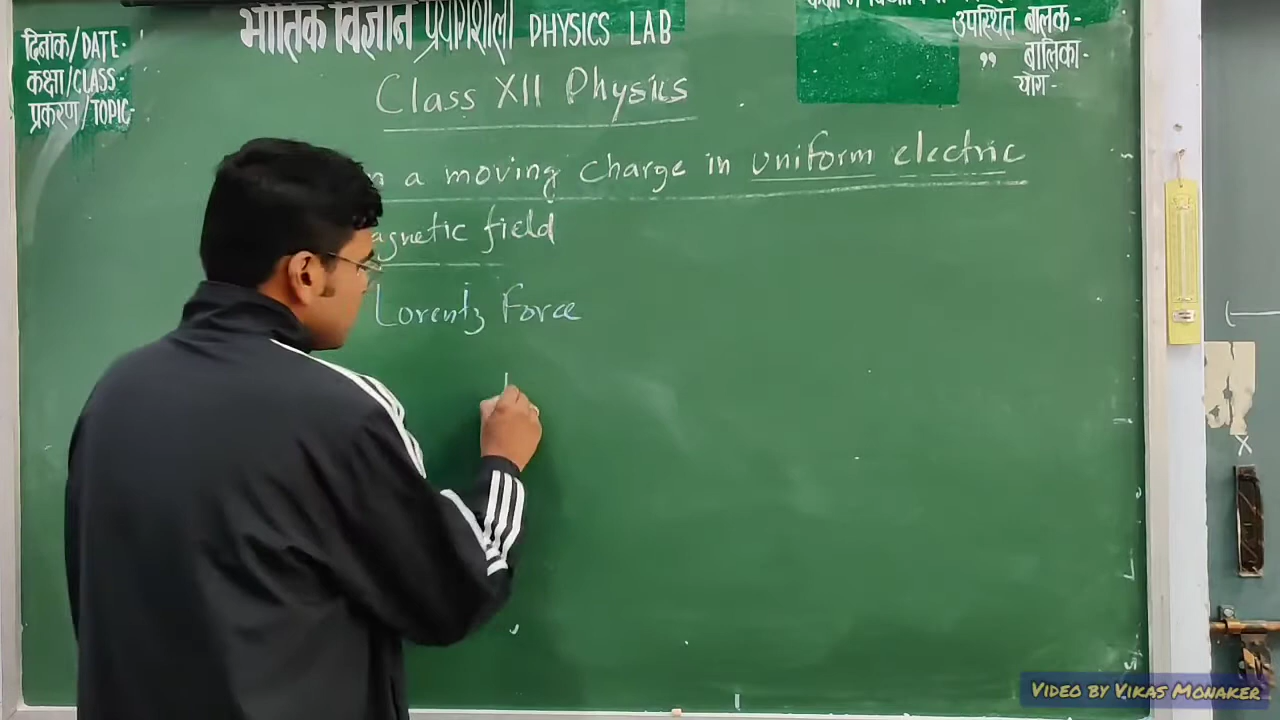 दिनांक/DATE-
कक्षा/CLASS-
प्रकरण/TOPIC-
भौतिक विज्ञान प्रयोगशाला PHYSICS LAB
उपस्थित बालक-
" बालिका-
योग-
Class XII Physics
n a moving charge in uniform electric
agnetic field
Lorentz Force
VIDEO BY VIKAS MONAKER